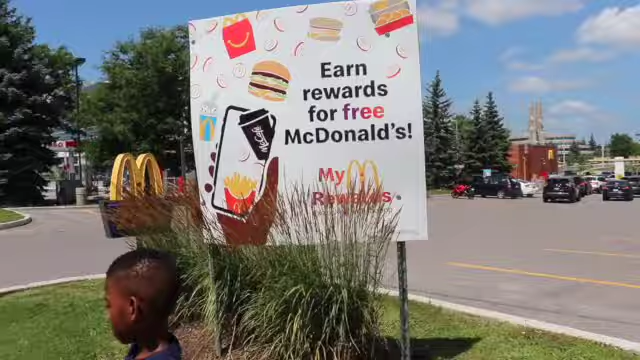 Earn
rewards
for free
McDonald's!
My
Rewards
McCafé